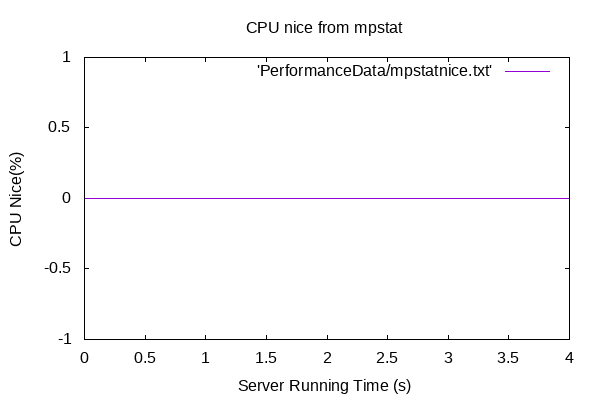 CPU nice from mpstat
'PerformanceData/mpstatnice.txt'
1
0.5
0
-0.5
-1
CPU Nice(%)
0 0.5 1 1.5 2 2.5 3 3.5 4
Server Running Time (s)